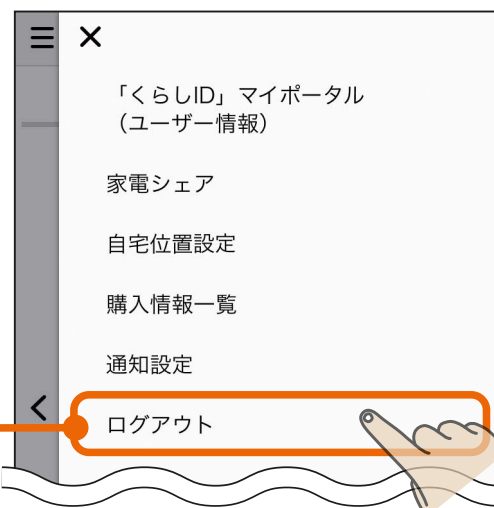 「くらしID」マイポータル
（ユーザー情報）
家電シェア
自宅位置設定
購入情報一覧
通知設定
ログアウト